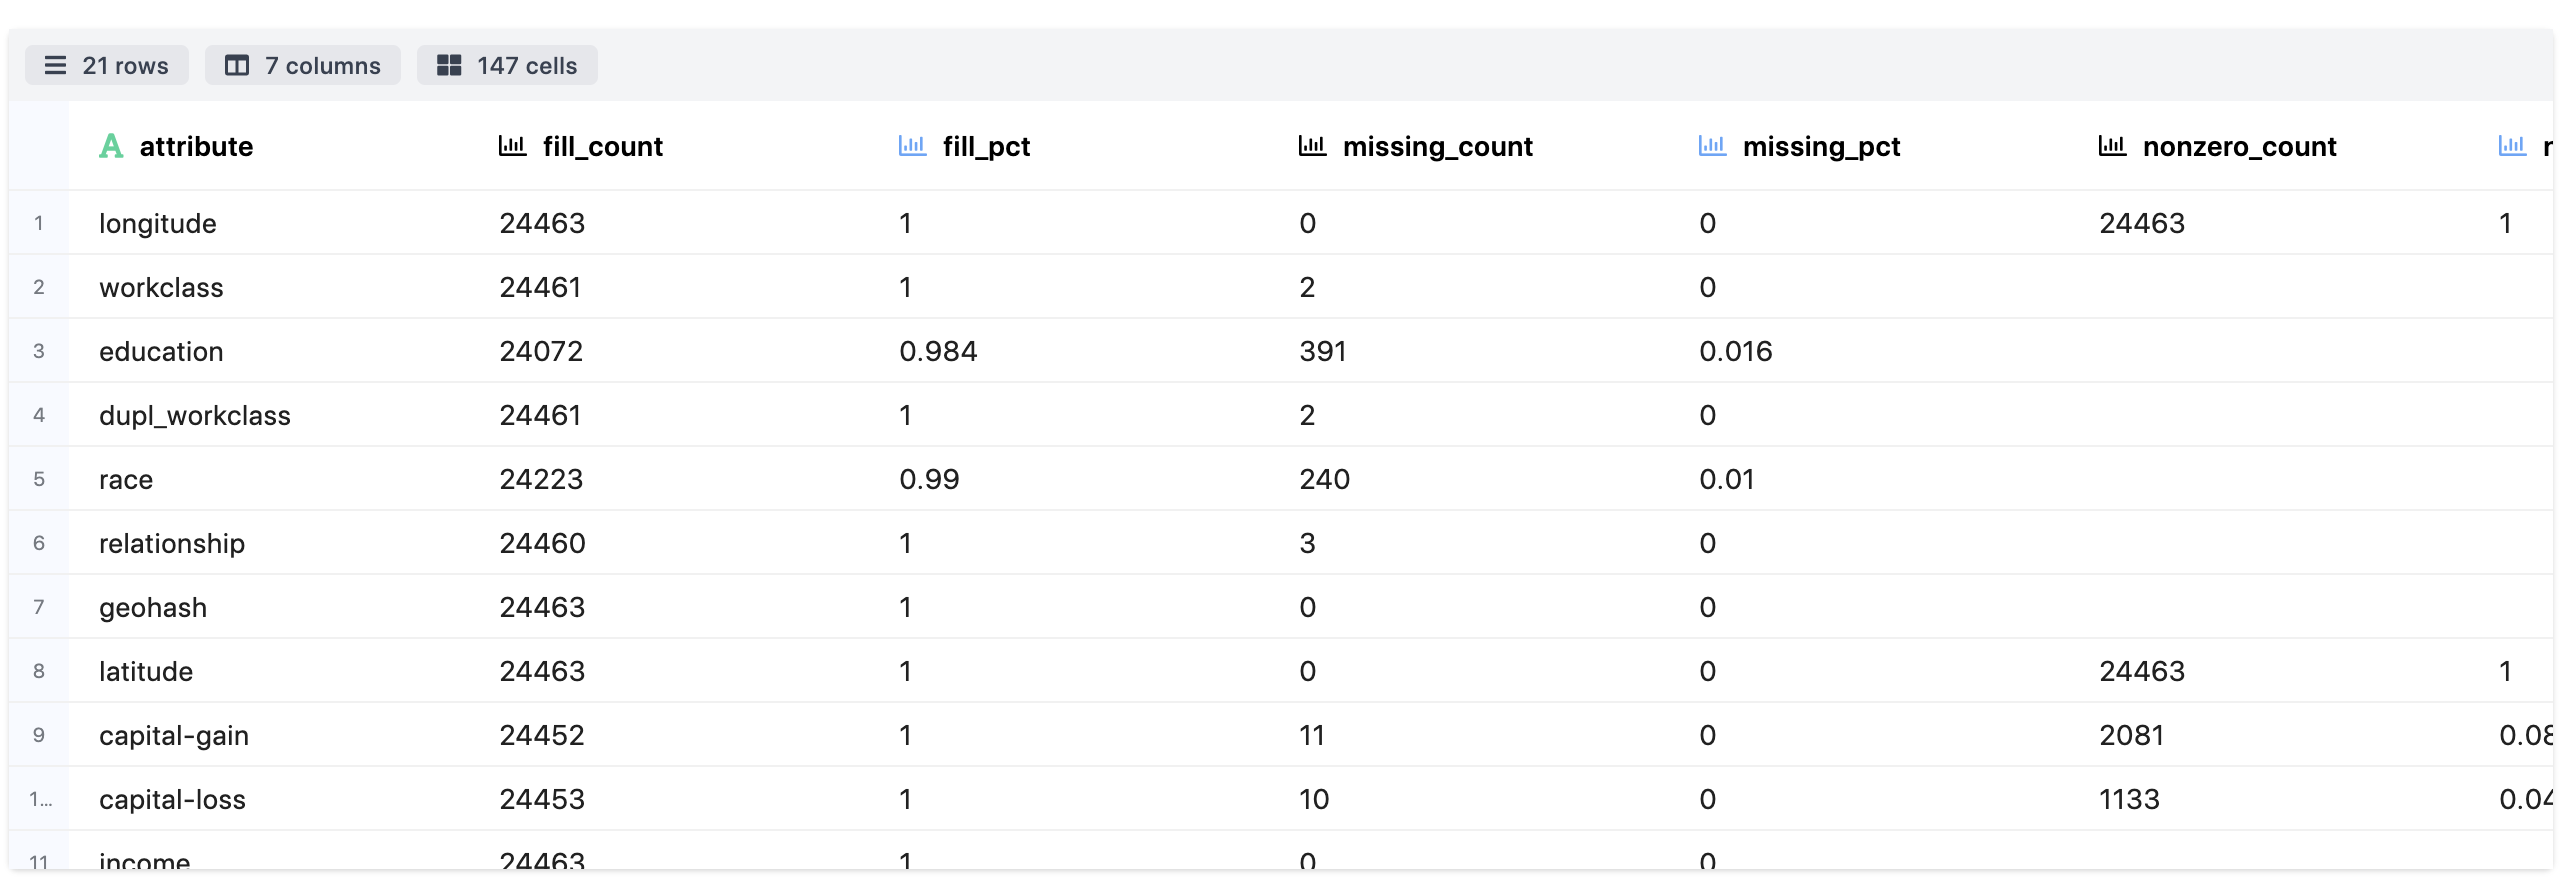 21 rows 7 columns 147 cells
attribute fill_count fill_pct missing_count missing_pct nonzero_count
1 longitude 24463 1 0 0 24463 1
2 workclass 24461 1 2 0
3 education 24072 0.984 391 0.016
4 dupl_workclass 24461 1 2 0
5 race 24223 0.99 240 0.01
6 relationship 24460 1 3 0
7 geohash 24463 1 0 0
8 latitude 24463 1 0 0 24463 1
9 capital-gain 24452 1 11 0 2081 0.08
1... capital-loss 24453 1 10 0 1133 0.04
11 income 24463 1 0 0